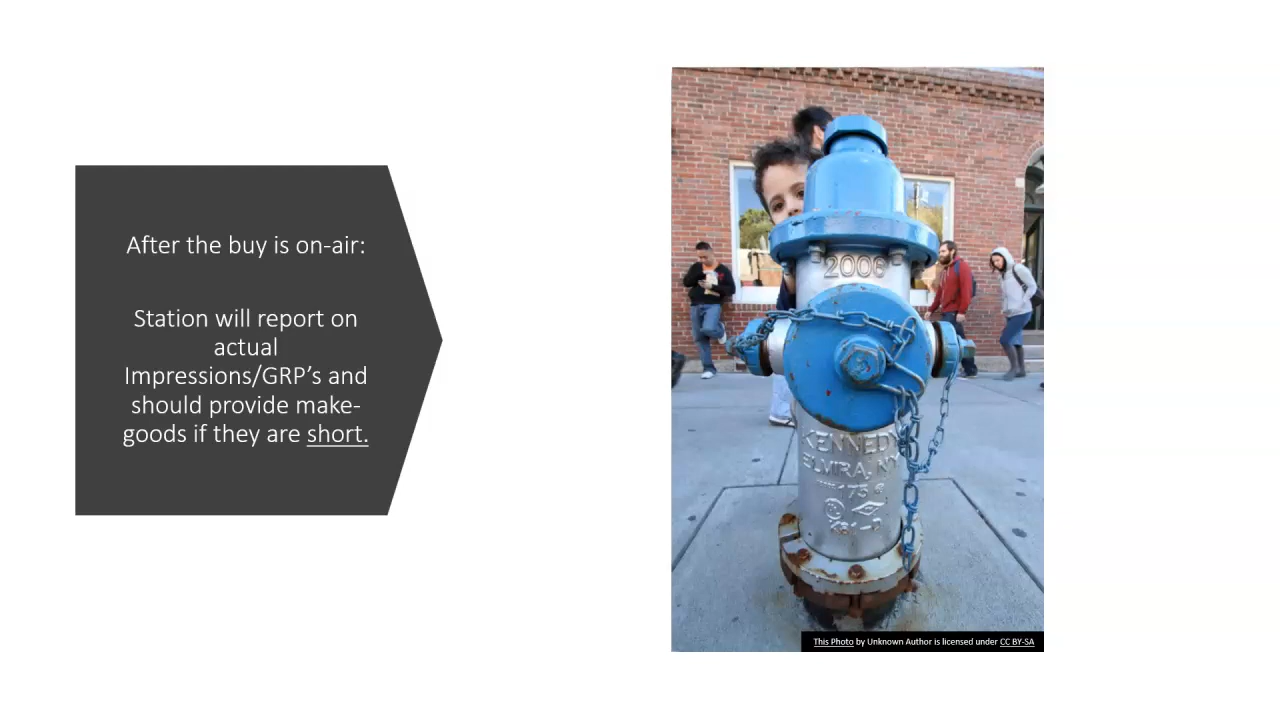 After the buy is on-air:
Station will report on
actual
Impressions/GRP’s and
should provide make-
goods if they are short.
2006
KENNEDY
ELMIRA, NY
This Photo by Unknown Author is licensed under CC BY-SA